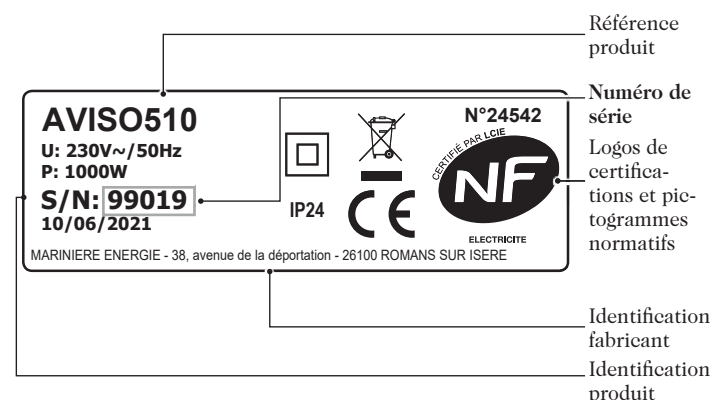 Référence
produit
AVISO510
U: 230V~/50Hz
P: 1000W
S/N: 99019
10/06/2021
IP24
CE
N°24542
CERTIFIÉ PAR LCIE
NF
ELECTRICITE
MARINIERE ENERGIE - 38, avenue de la déportation - 26100 ROMANS SUR ISERE
Numéro de
série
Logos de
certifica-
tions et pic-
togrammes
normatifs
Identification
fabricant
Identification
produit